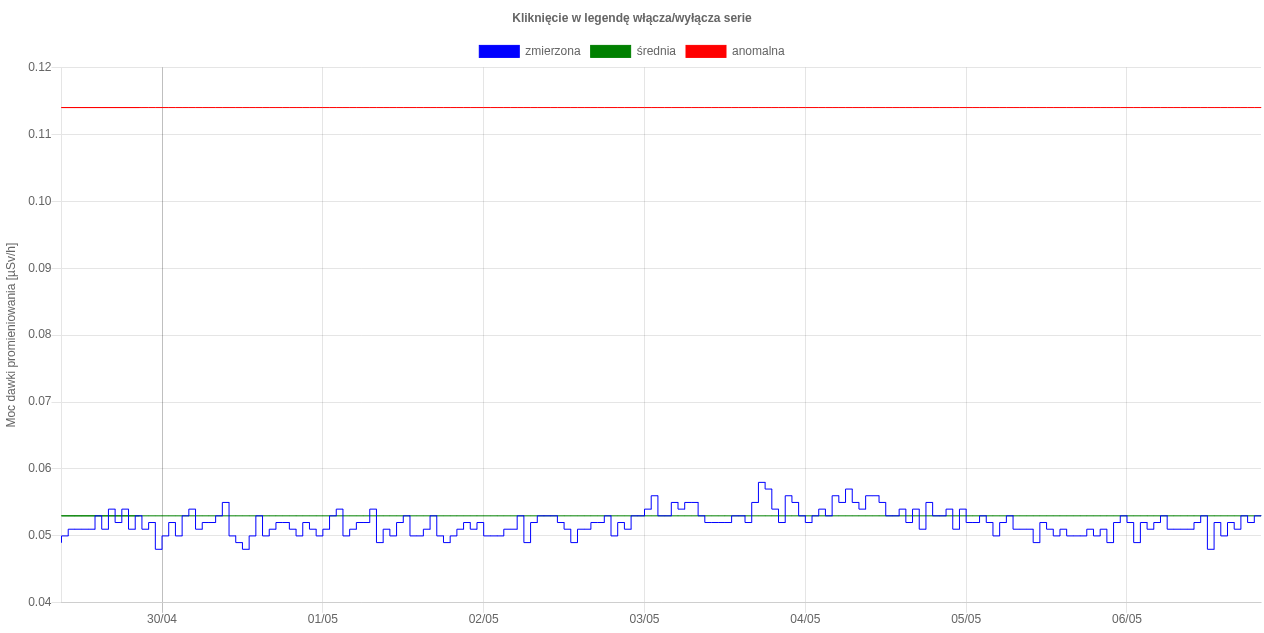 Kliknięcie w legendę włącza/wyłącza serie
zmierzona średnia anomalna
Moc dawki promieniowania [µSv/h]
0.12
0.11
0.10
0.09
0.08
0.07
0.06
0.05
0.04
30/04 01/05 02/05 03/05 04/05 05/05 06/05